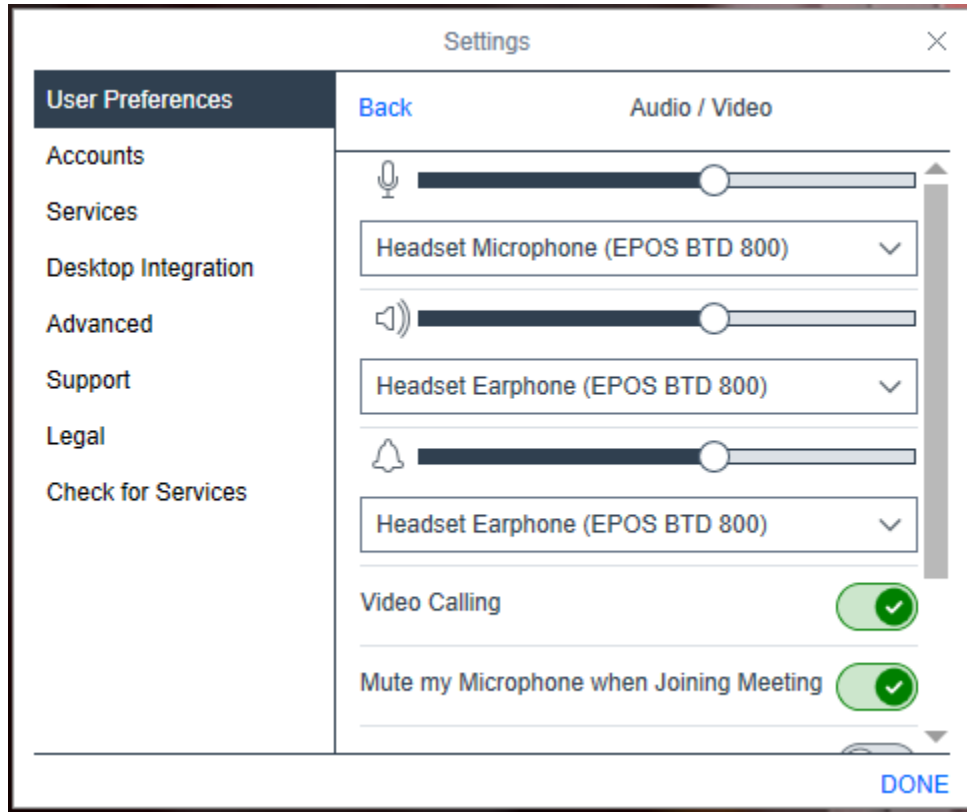 Settings
User Preferences
Back
Audio / Video
Accounts
Services
Desktop Integration
Advanced
Support
Legal
Check for Services
Headset Microphone (EPOS BTD 800)
Headset Earphone (EPOS BTD 800)
Headset Earphone (EPOS BTD 800)
Video Calling
Mute my Microphone when Joining Meeting
DONE